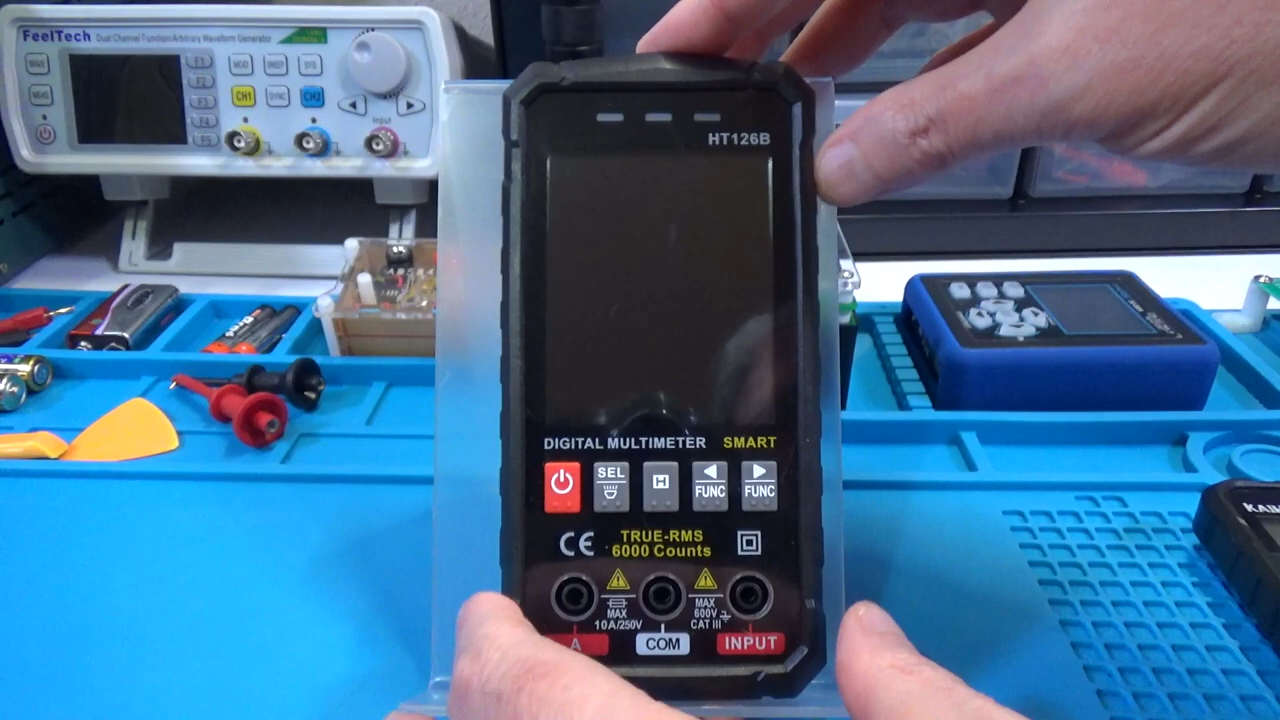 FeelTech Dual Channel Function/Arbitrary Waveform Generator
WAVE
MEAS
F1
F2
F3
F4
F5
MOD
SWEEP
SYS
CH1
SYNC
CH2
Input
HT126B
DIGITAL MULTIMETER SMART
SEL
H
FUNC
FUNC
CE
TRUE-RMS
6000 Counts
MAX
10A/250V
MAX
600V
CAT III
A
COM
INPUT
KAI